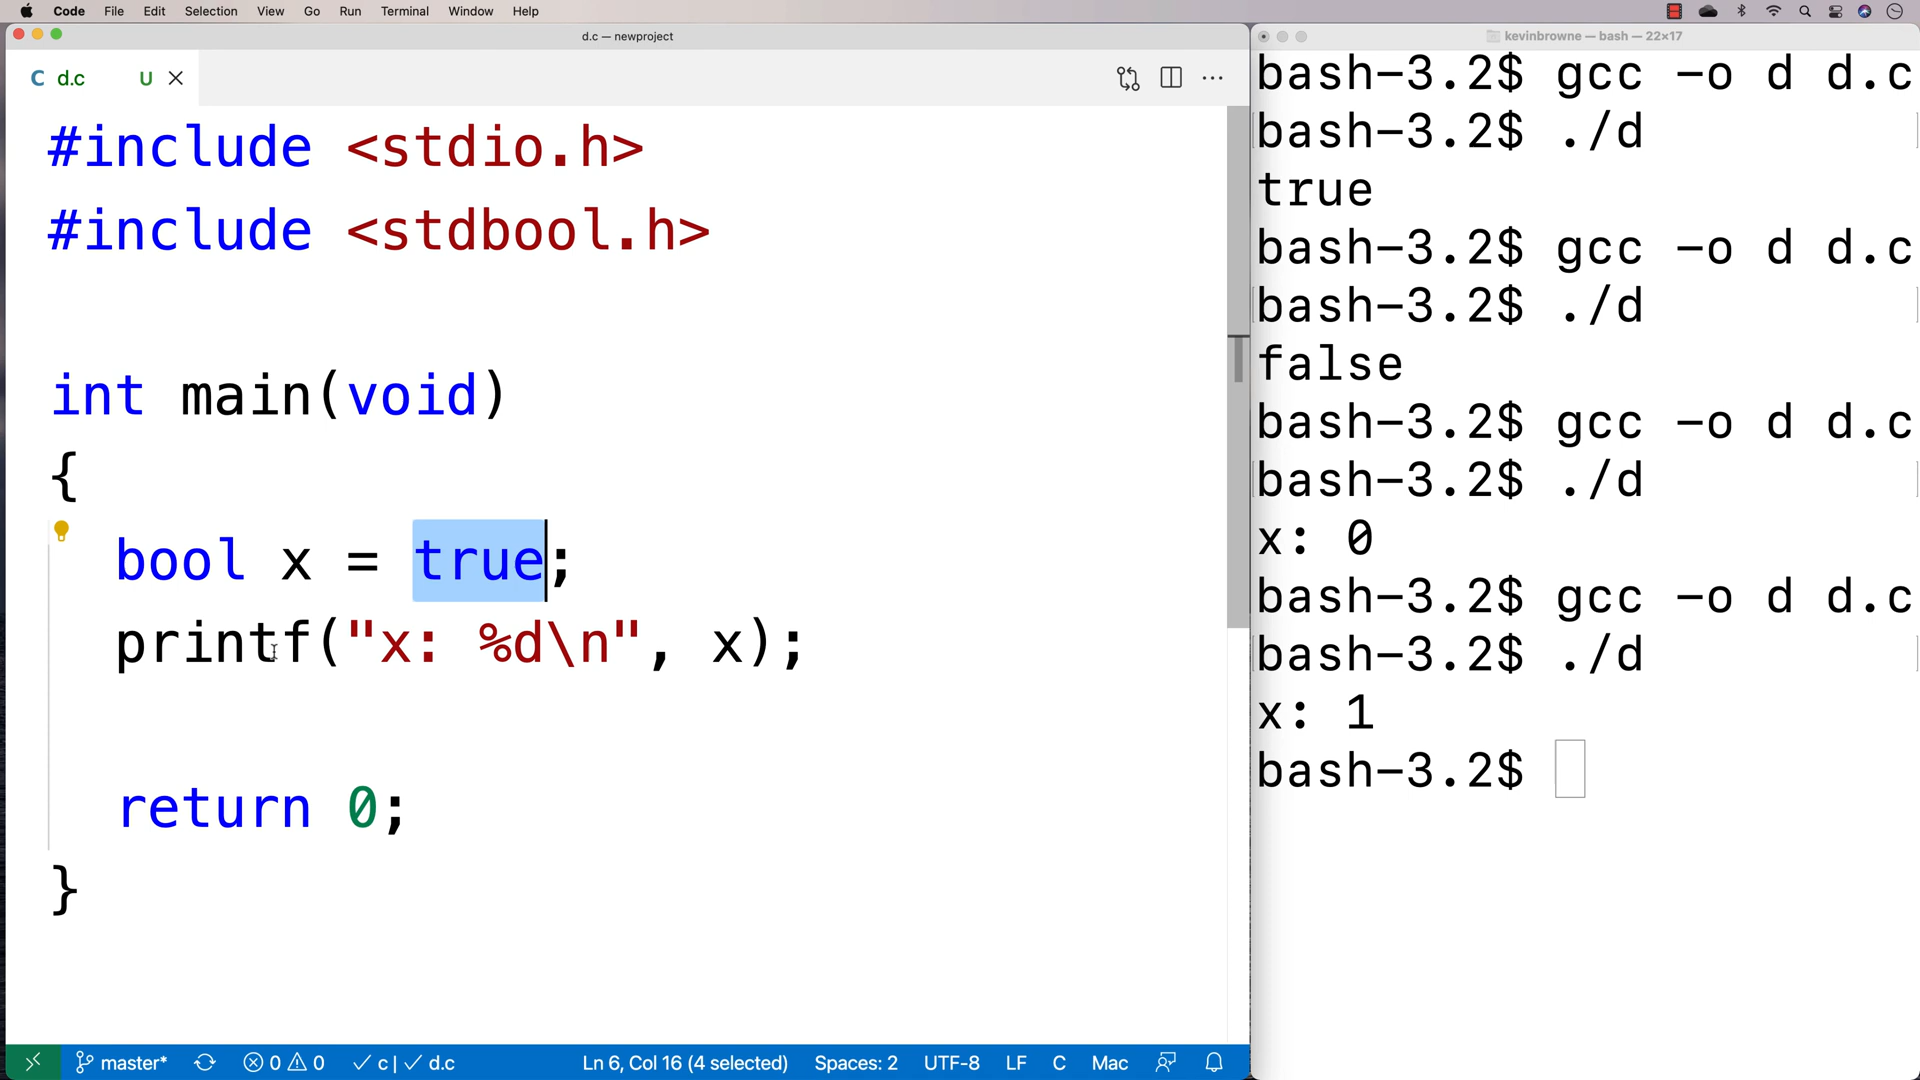 Code File Edit Selection View Go Run Terminal Window Help
d.c — newproject
C d.c U
#include <stdio.h>
#include <stdbool.h>
int main(void)
{
bool x = true;
printf("x: %d\n", x);
return 0;
}
master* 0 0 c | d.c Ln 6, Col 16 (4 selected) Spaces: 2 UTF-8 LF C Mac
kevinbrowne — bash — 22×17
bash-3.2$ gcc -o d d.c
bash-3.2$ ./d
true
bash-3.2$ gcc -o d d.c
bash-3.2$ ./d
false
bash-3.2$ gcc -o d d.c
bash-3.2$ ./d
x: 0
bash-3.2$ gcc -o d d.c
bash-3.2$ ./d
x: 1
bash-3.2$